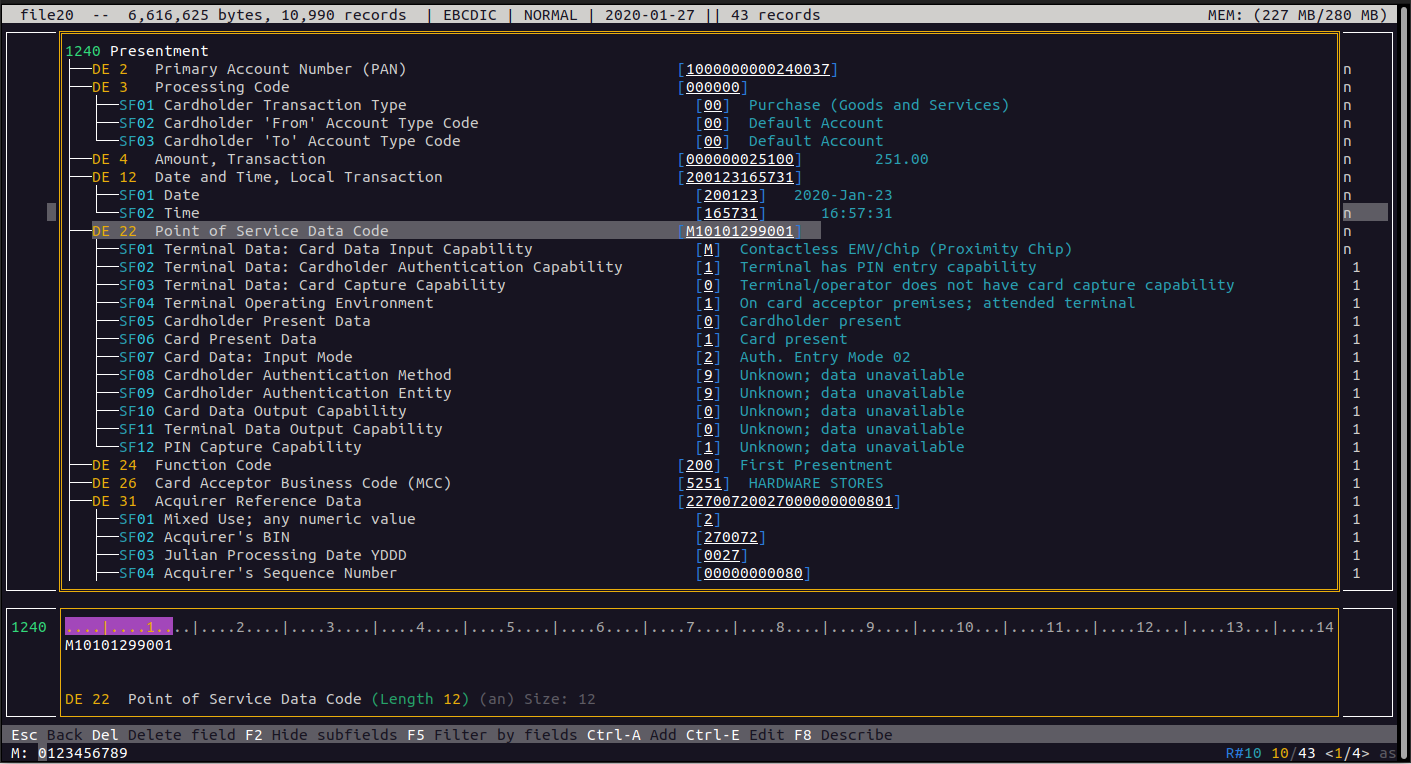 file20 -- 6,616,625 bytes, 10,990 records | EBCDIC | NORMAL | 2020-01-27 || 43 records MEM: (227 MB/280 MB)
1240 Presentment
DE 2 Primary Account Number (PAN) [1000000000240037] n
DE 3 Processing Code [000000] n
SF01 Cardholder Transaction Type [00] Purchase (Goods and Services) n
SF02 Cardholder 'From' Account Type Code [00] Default Account n
SF03 Cardholder 'To' Account Type Code [00] Default Account n
DE 4 Amount, Transaction [000000025100] 251.00 n
DE 12 Date and Time, Local Transaction [200123165731] n
SF01 Date [200123] 2020-Jan-23 n
SF02 Time [165731] 16:57:31 n
DE 22 Point of Service Data Code [M10101299001] n
SF01 Terminal Data: Card Data Input Capability [M] Contactless EMV/Chip (Proximity Chip) n
SF02 Terminal Data: Cardholder Authentication Capability [1] Terminal has PIN entry capability 1
SF03 Terminal Data: Card Capture Capability [0] Terminal/operator does not have card capture capability 1
SF04 Terminal Operating Environment [1] On card acceptor premises; attended terminal 1
SF05 Cardholder Present Data [0] Cardholder present 1
SF06 Card Present Data [1] Card present 1
SF07 Card Data: Input Mode [2] Auth. Entry Mode 02 1
SF08 Cardholder Authentication Method [9] Unknown; data unavailable 1
SF09 Cardholder Authentication Entity [9] Unknown; data unavailable 1
SF10 Card Data Output Capability [0] Unknown; data unavailable 1
SF11 Terminal Data Output Capability [0] Unknown; data unavailable 1
SF12 PIN Capture Capability [1] Unknown; data unavailable 1
DE 24 Function Code [200] First Presentment 1
DE 26 Card Acceptor Business Code (MCC) [5251] HARDWARE STORES 1
DE 31 Acquirer Reference Data [22700720027000000000801] 1
SF01 Mixed Use; any numeric value [2] 1
SF02 Acquirer's BIN [270072] 1
SF03 Julian Processing Date YDDD [0027] 1
SF04 Acquirer's Sequence Number [00000000080] 1
1240 ....|....1....|....2....|....3....|....4....|....5....|....6....|....7....|....8....|....9....|....10...|....11...|....12...|....13...|....14
M10101299001
DE 22 Point of Service Data Code (Length 12) (an) Size: 12
Esc Back Del Delete field F2 Hide subfields F5 Filter by fields Ctrl-A Add Ctrl-E Edit F8 Describe
M: 0123456789 R#10 10/43 <1/4> as